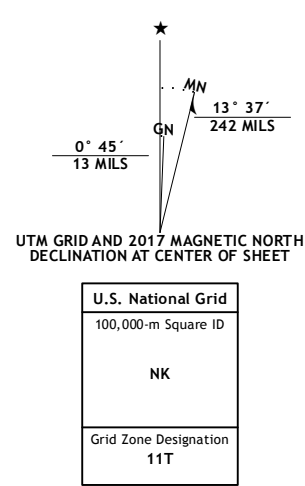 MN
GN
13° 37´
242 MILS
0° 45´
13 MILS
UTM GRID AND 2017 MAGNETIC NORTH
DECLINATION AT CENTER OF SHEET
U.S. National Grid
100,000-m Square ID
NK
Grid Zone Designation
11T